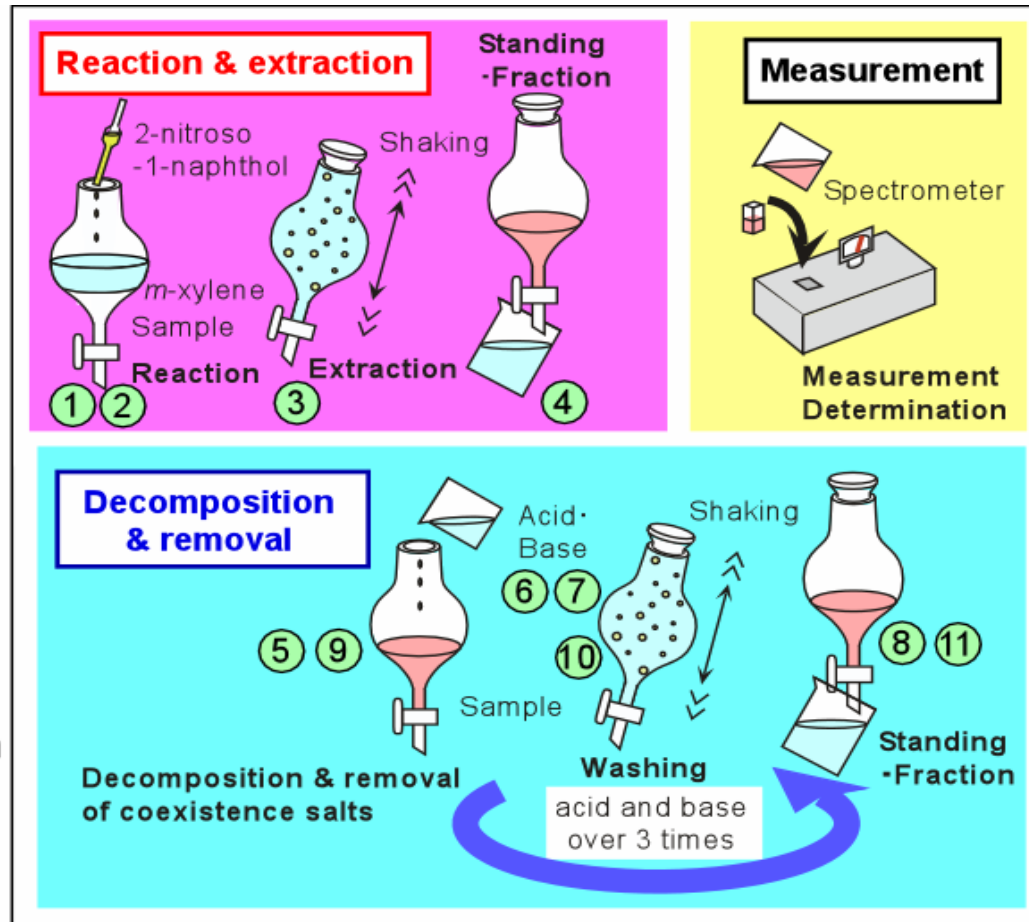 Reaction & extraction
2-nitroso
-1-naphthol
m-xylene
Sample
Reaction
1 2
Shaking
Extraction
3
Standing
·Fraction
4
Measurement
Spectrometer
Measurement
Determination
Decomposition
& removal
5 9
Sample
Decomposition & removal
of coexistence salts
Acid·
Base
6 7
10
Shaking
Washing
acid and base
over 3 times
8 11
Standing
·Fraction